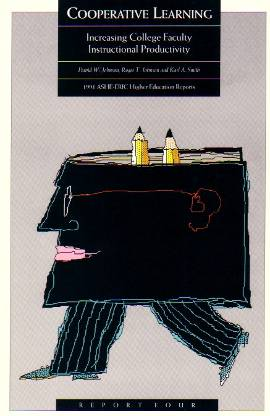 COOPERATIVE LEARNING
Increasing College Faculty
Instructional Productivity
David W. Johnson, Roger T. Johnson and Karl A. Smith
1991 ASHE-ERIC Higher Education Reports
REPORT FOUR